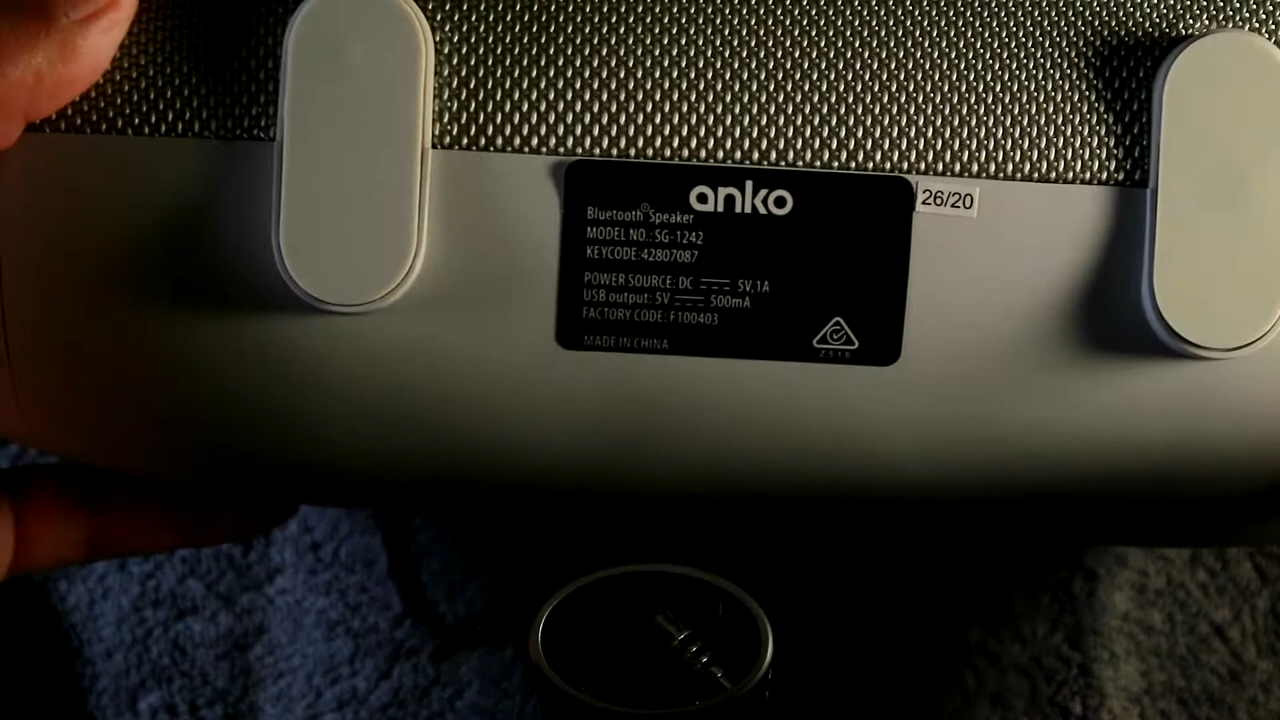 anko
Bluetooth® Speaker
MODEL NO.: SG-1242
KEYCODE:42807087
POWER SOURCE: DC 5V,1A
USB output: 5V 500mA
FACTORY CODE: F100403
MADE IN CHINA
Z516
26/20